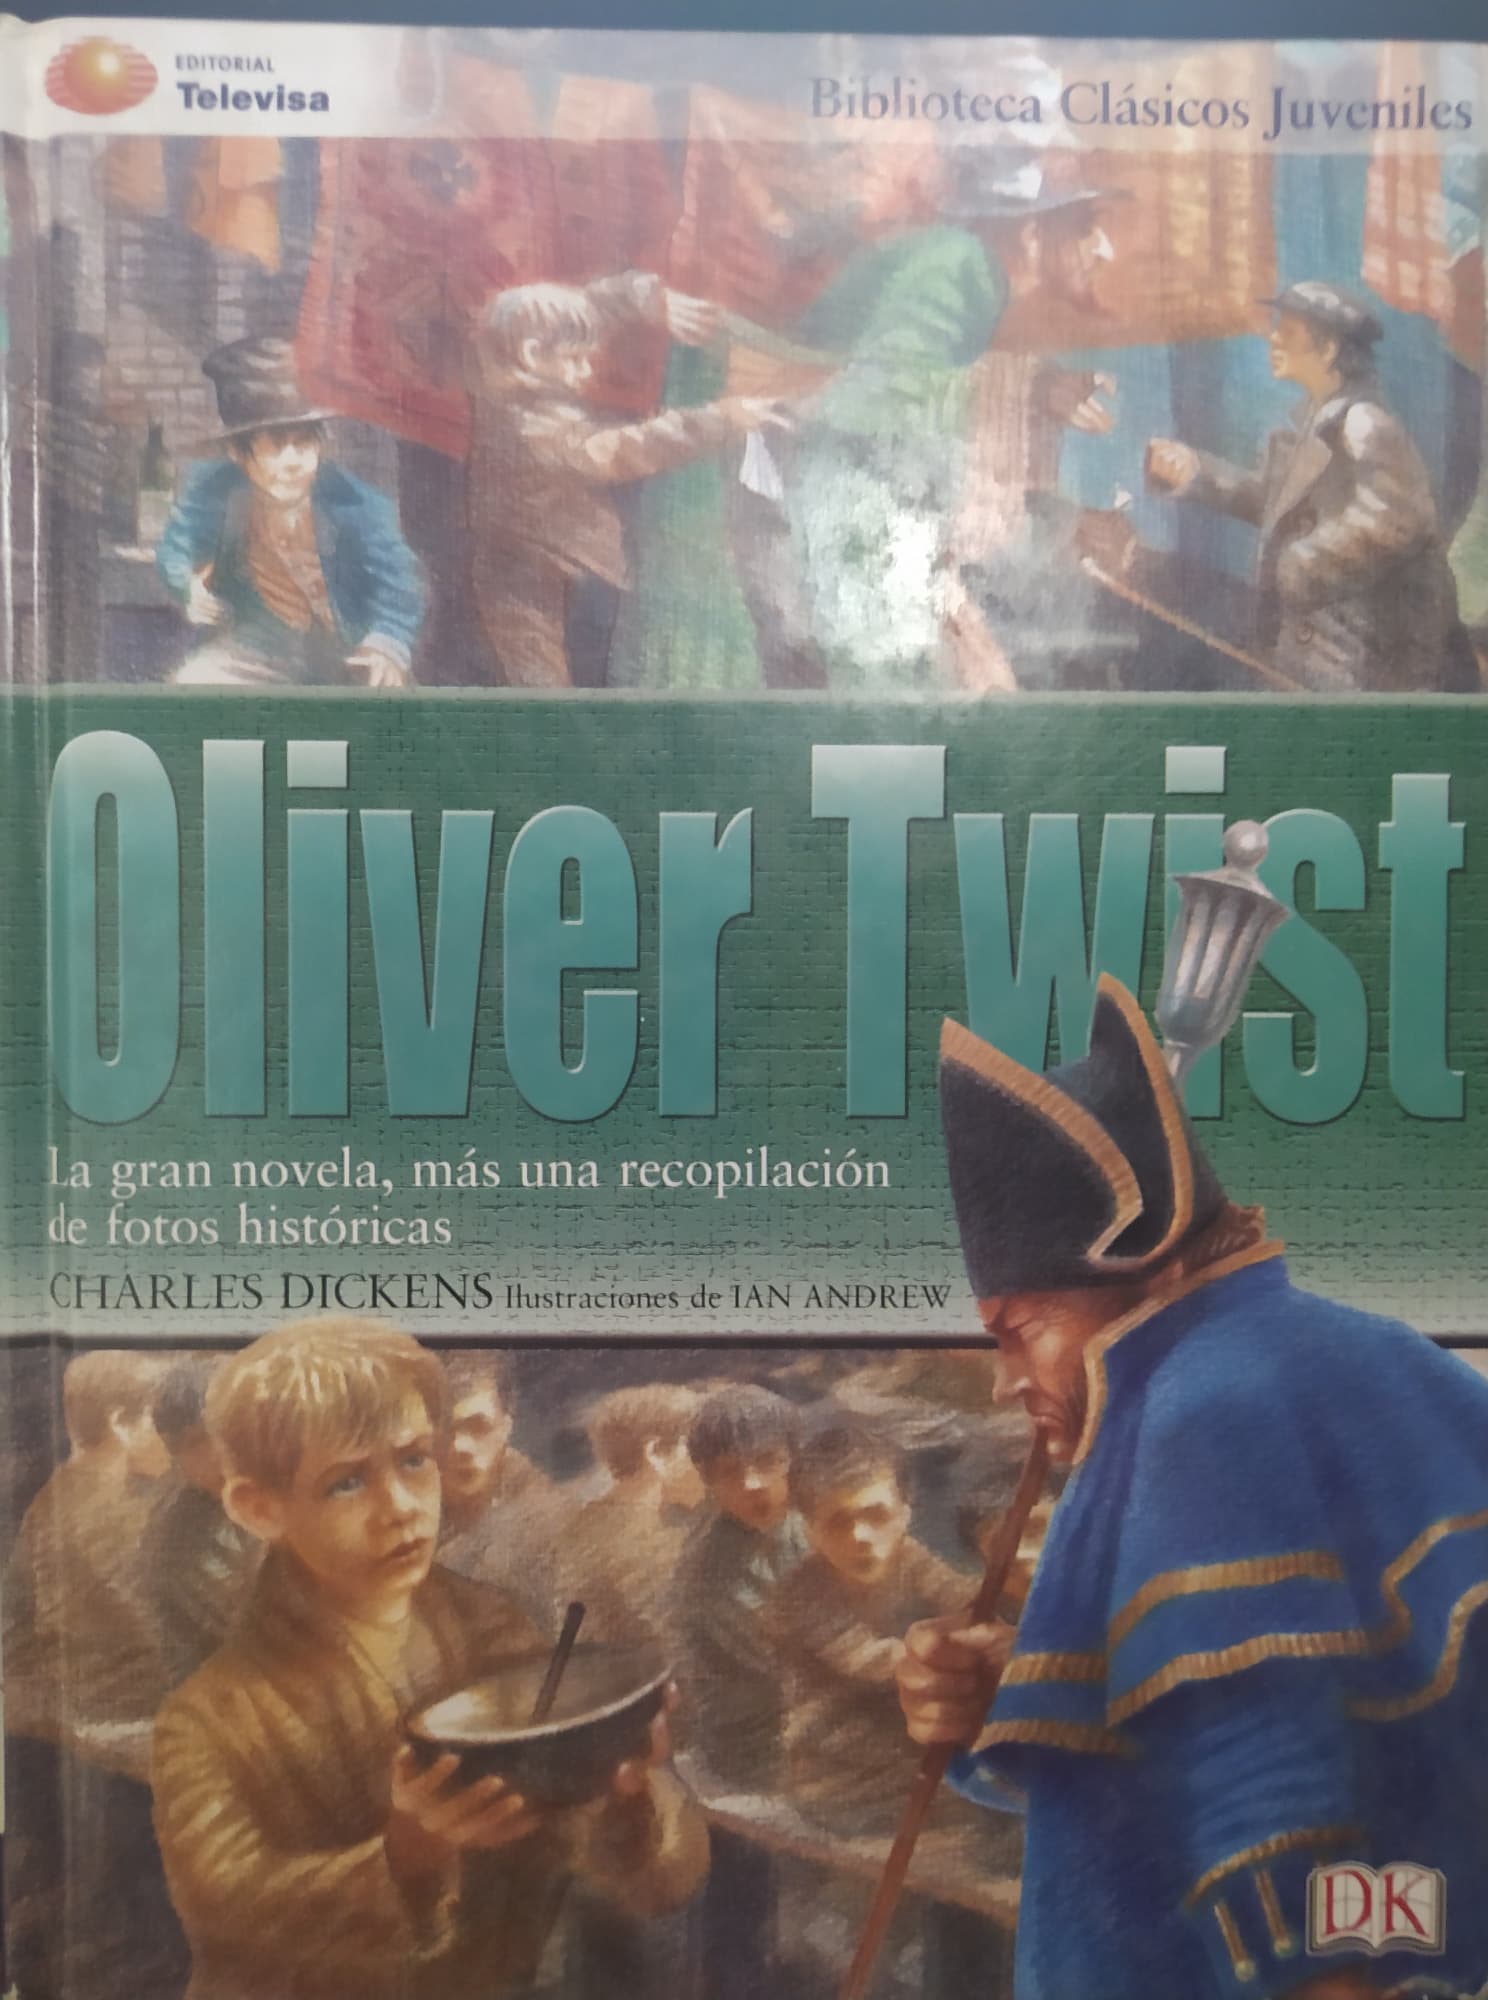 EDITORIAL
Televisa
Biblioteca Clásicos Juveniles
Oliver Twist
La gran novela, más una recopilación
de fotos históricas
CHARLES DICKENS Ilustraciones de IAN ANDREW
DK